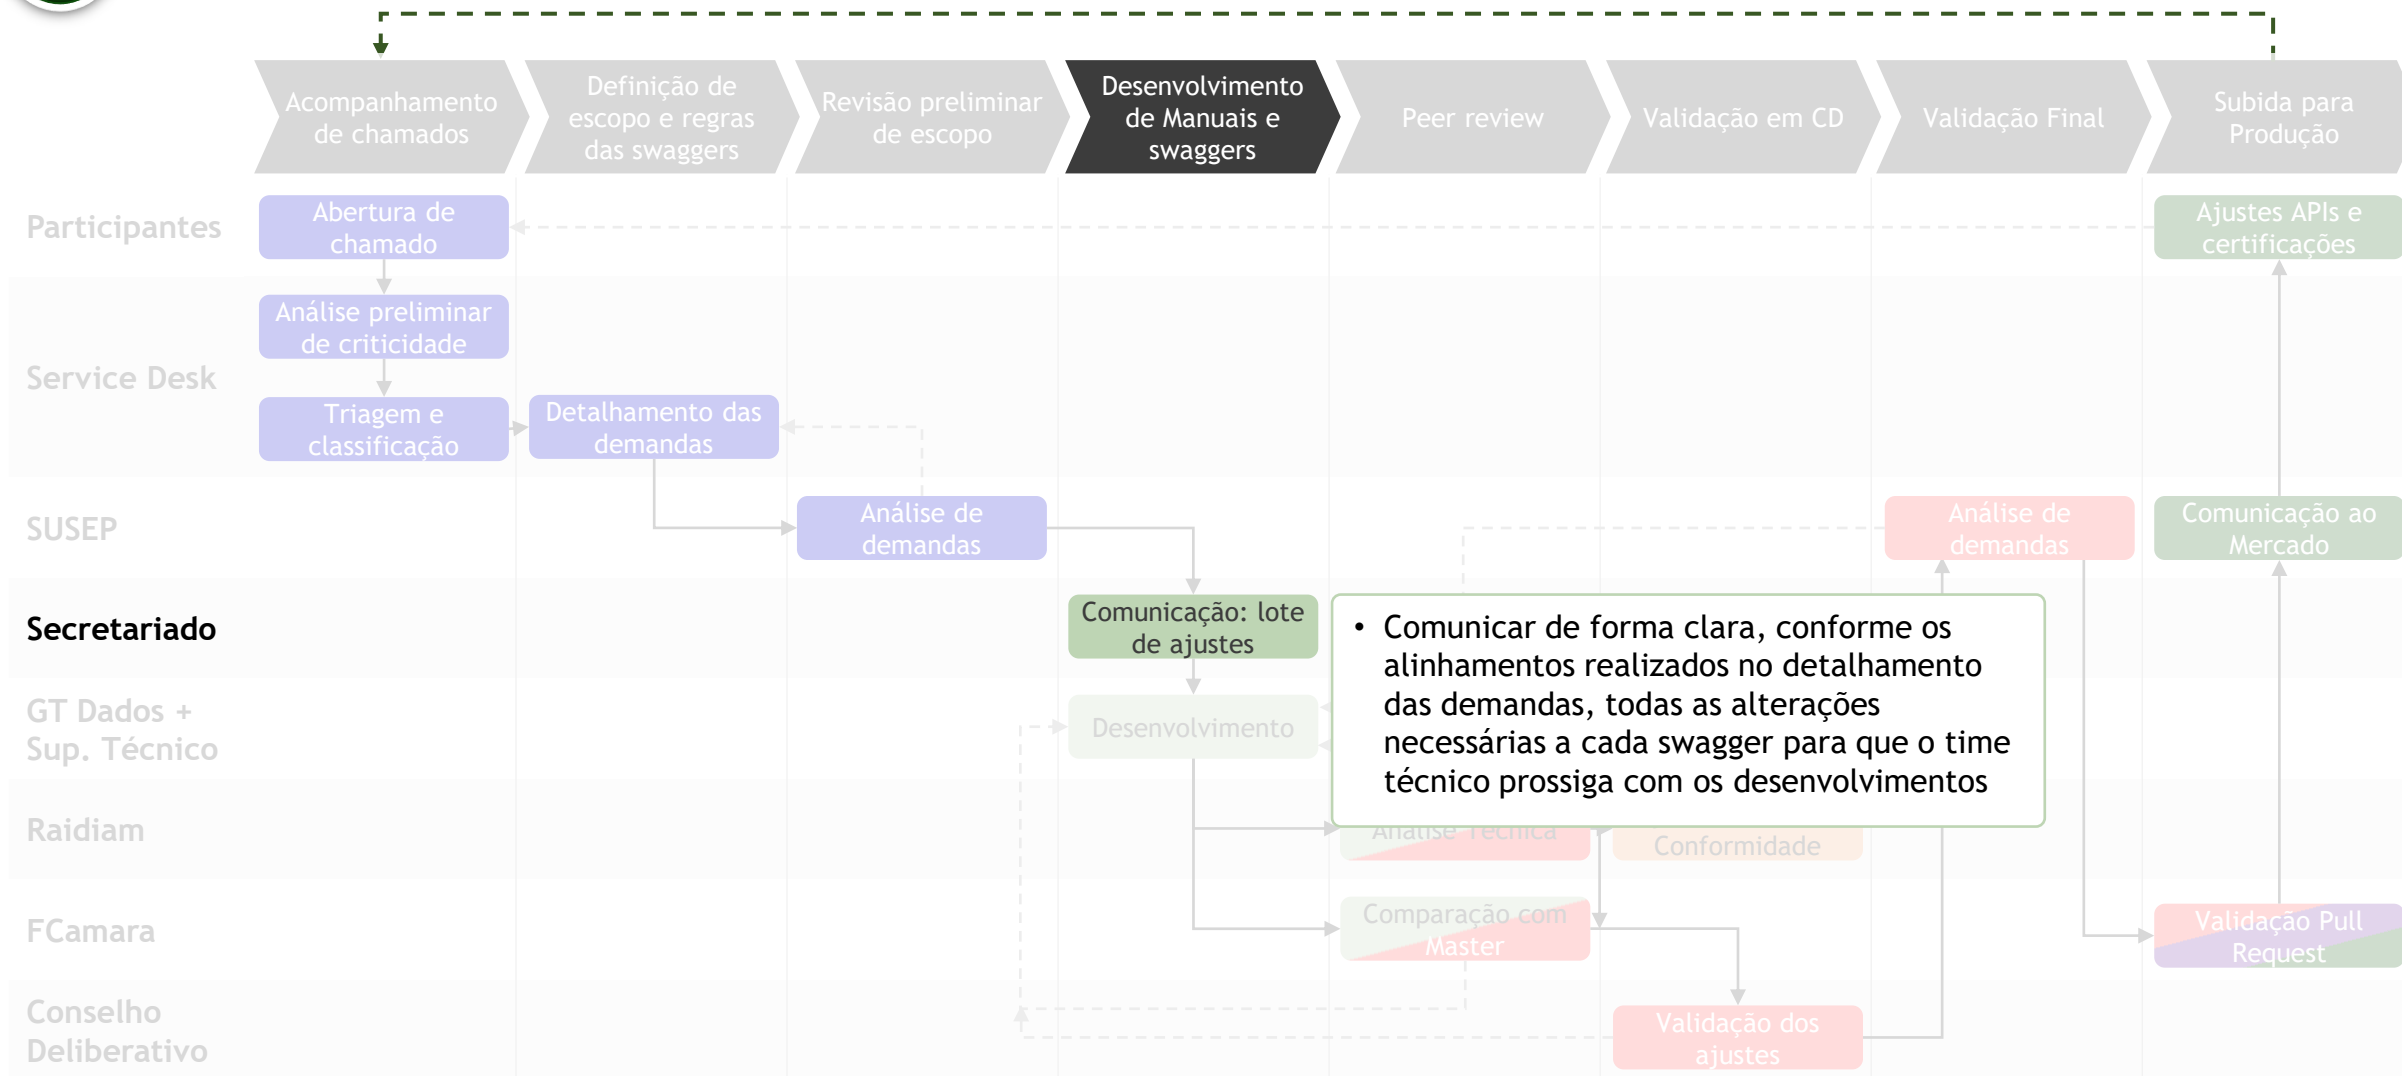 Acompanhamento
de chamados
Definição de
escopo e regras
das swaggers
Revisão preliminar
de escopo
Desenvolvimento
de Manuais e
swaggers
Peer review
Validação em CD
Validação Final
Subida para
Produção
Participantes
Abertura de
chamado
Ajustes APIs e
certificações
Service Desk
Análise preliminar
de criticidade
Triagem e
classificação
Detalhamento das
demandas
SUSEP
Análise de
demandas
Análise de
demandas
Comunicação ao
Mercado
Secretariado
Comunicação: lote
de ajustes
• Comunicar de forma clara, conforme os
alinhamentos realizados no detalhamento
das demandas, todas as alterações
necessárias a cada swagger para que o time
técnico prossiga com os desenvolvimentos
GT Dados +
Sup. Técnico
Desenvolvimento
Raidiam
Análise Técnica
Conformidade
FCamara
Comparação com
Master
Validação Pull
Request
Conselho
Deliberativo
Validação dos
ajustes